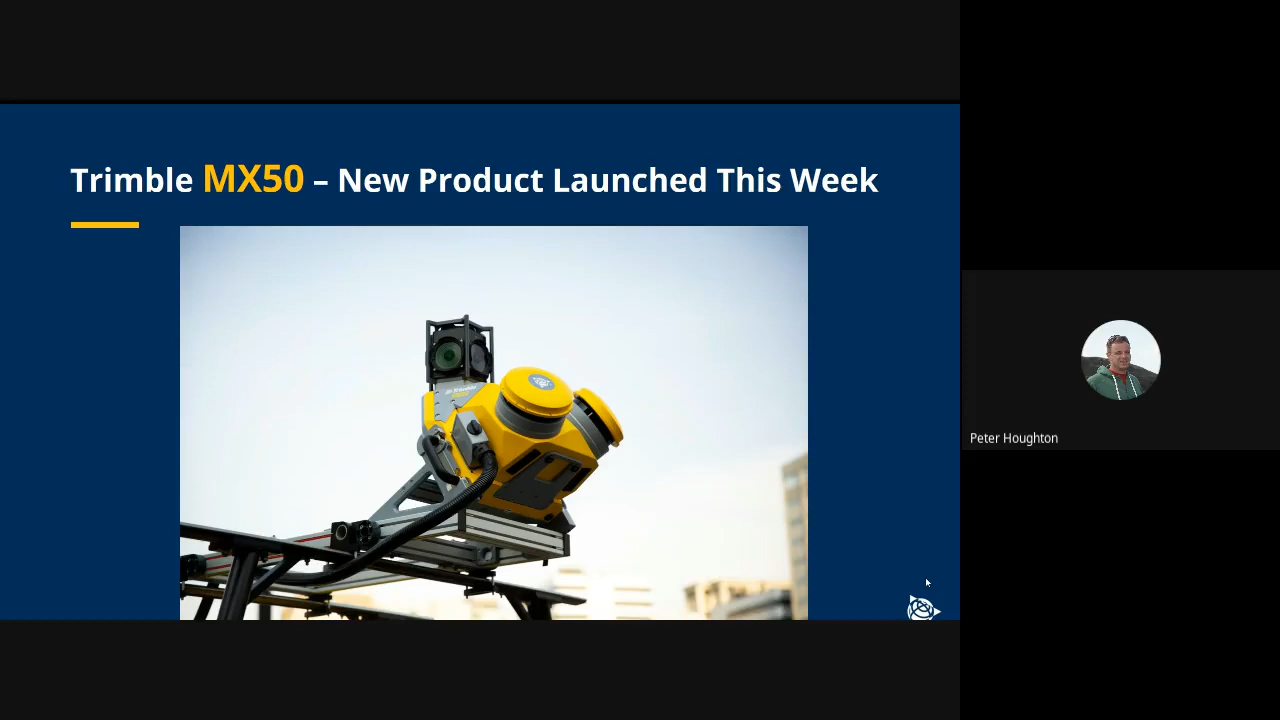 Trimble MX50 – New Product Launched This Week
Peter Houghton